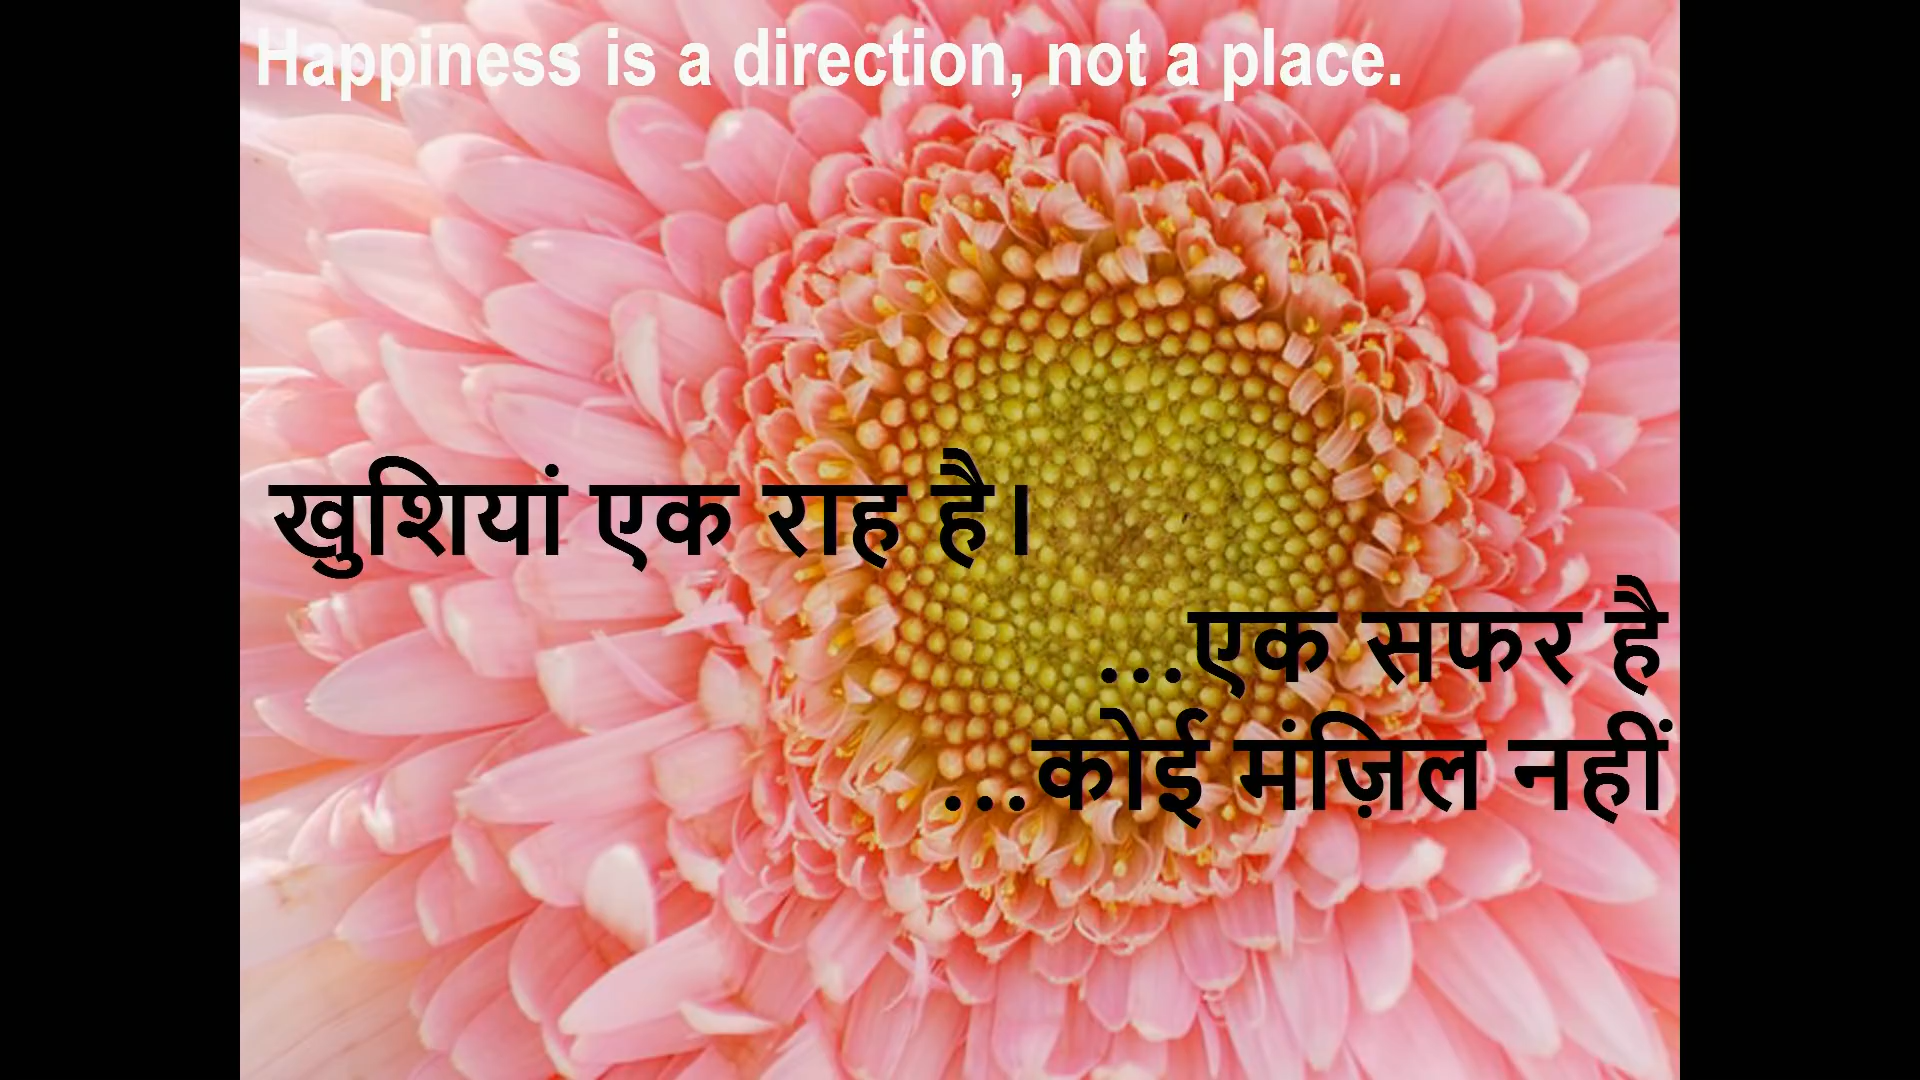 Happiness is a direction, not a place.
खुशियां एक राह है।
...एक सफर है
...कोई मंज़िल नहीं